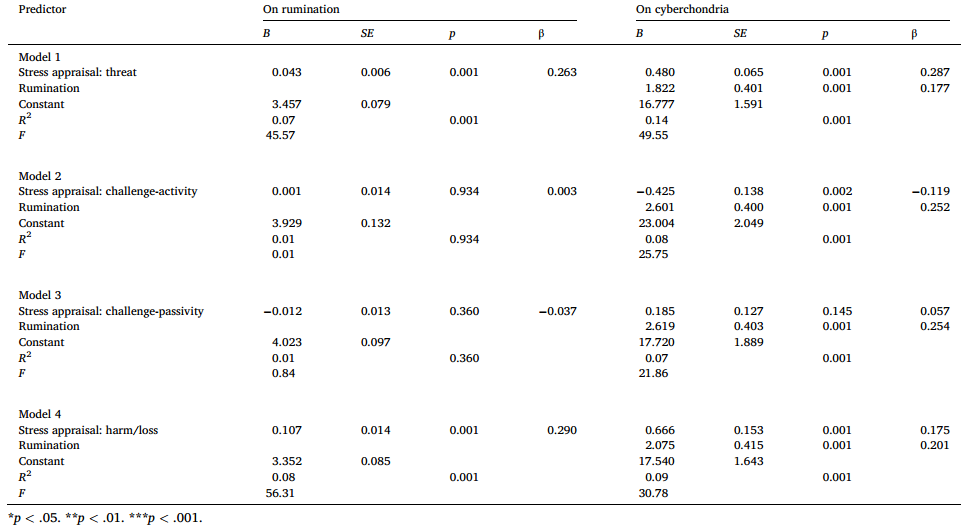 Predictor On rumination On cyberchondria
B SE p β B SE p β
Model 1
Stress appraisal: threat 0.043 0.006 0.001 0.263 0.480 0.065 0.001 0.287
Rumination 1.822 0.401 0.001 0.177
Constant 3.457 0.079 16.777 1.591
R2 0.07 0.001 0.14 0.001
F 45.57 49.55
Model 2
Stress appraisal: challenge-activity 0.001 0.014 0.934 0.003 −0.425 0.138 0.002 −0.119
Rumination 2.601 0.400 0.001 0.252
Constant 3.929 0.132 23.004 2.049
R2 0.01 0.934 0.08 0.001
F 0.01 25.75
Model 3
Stress appraisal: challenge-passivity −0.012 0.013 0.360 −0.037 0.185 0.127 0.145 0.057
Rumination 2.619 0.403 0.001 0.254
Constant 4.023 0.097 17.720 1.889
R2 0.01 0.360 0.07 0.001
F 0.84 21.86
Model 4
Stress appraisal: harm/loss 0.107 0.014 0.001 0.290 0.666 0.153 0.001 0.175
Rumination 2.075 0.415 0.001 0.201
Constant 3.352 0.085 17.540 1.643
R2 0.08 0.001 0.09 0.001
F 56.31 30.78
*p < .05. **p < .01. ***p < .001.